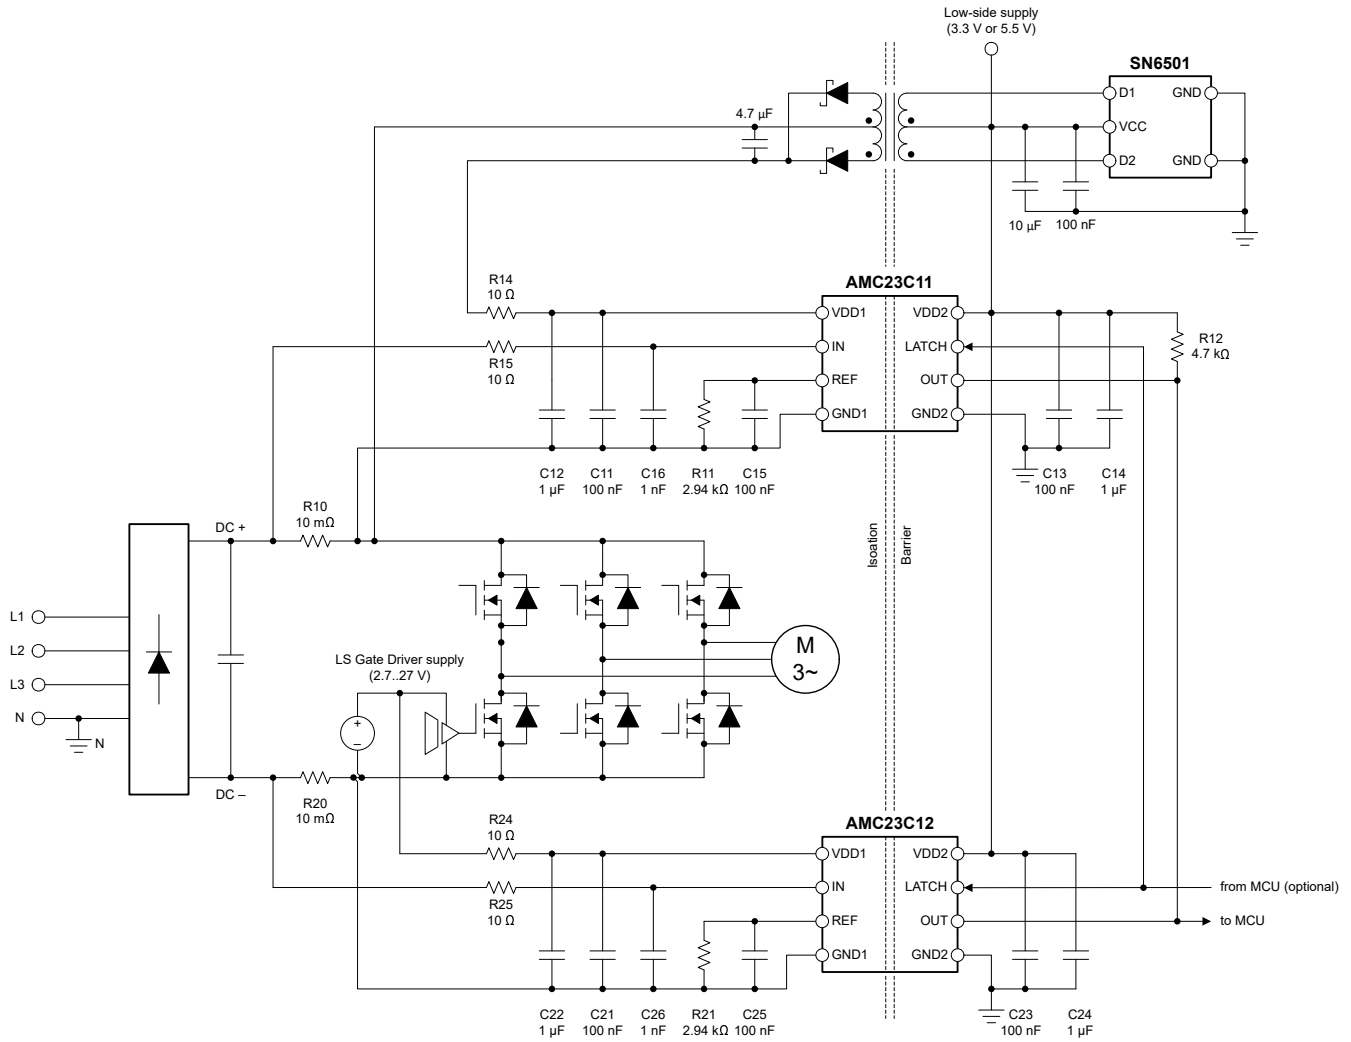 Low-side supply
(3.3 V or 5.5 V)
SN6501
D1
GND
4.7 µF
VCC
D2
GND
10 µF
100 nF
R14
10 Ω
AMC23C11
VDD1
VDD2
IN
LATCH
R12
4.7 kΩ
R15
10 Ω
REF
OUT
GND1
GND2
C12
1 µF
C11
100 nF
C16
1 nF
R11
2.94 kΩ
C15
100 nF
C13
100 nF
C14
1 µF
R10
10 mΩ
DC +
Isoation
Barrier
L1
L2
L3
N
N
M
3~
LS Gate Driver supply
(2.7..27 V)
+
–
DC –
R20
10 mΩ
R24
10 Ω
AMC23C12
VDD1
VDD2
IN
LATCH
from MCU (optional)
R25
10 Ω
REF
OUT
to MCU
GND1
GND2
C22
1 µF
C21
100 nF
C26
1 nF
R21
2.94 kΩ
C25
100 nF
C23
100 nF
C24
1 µF